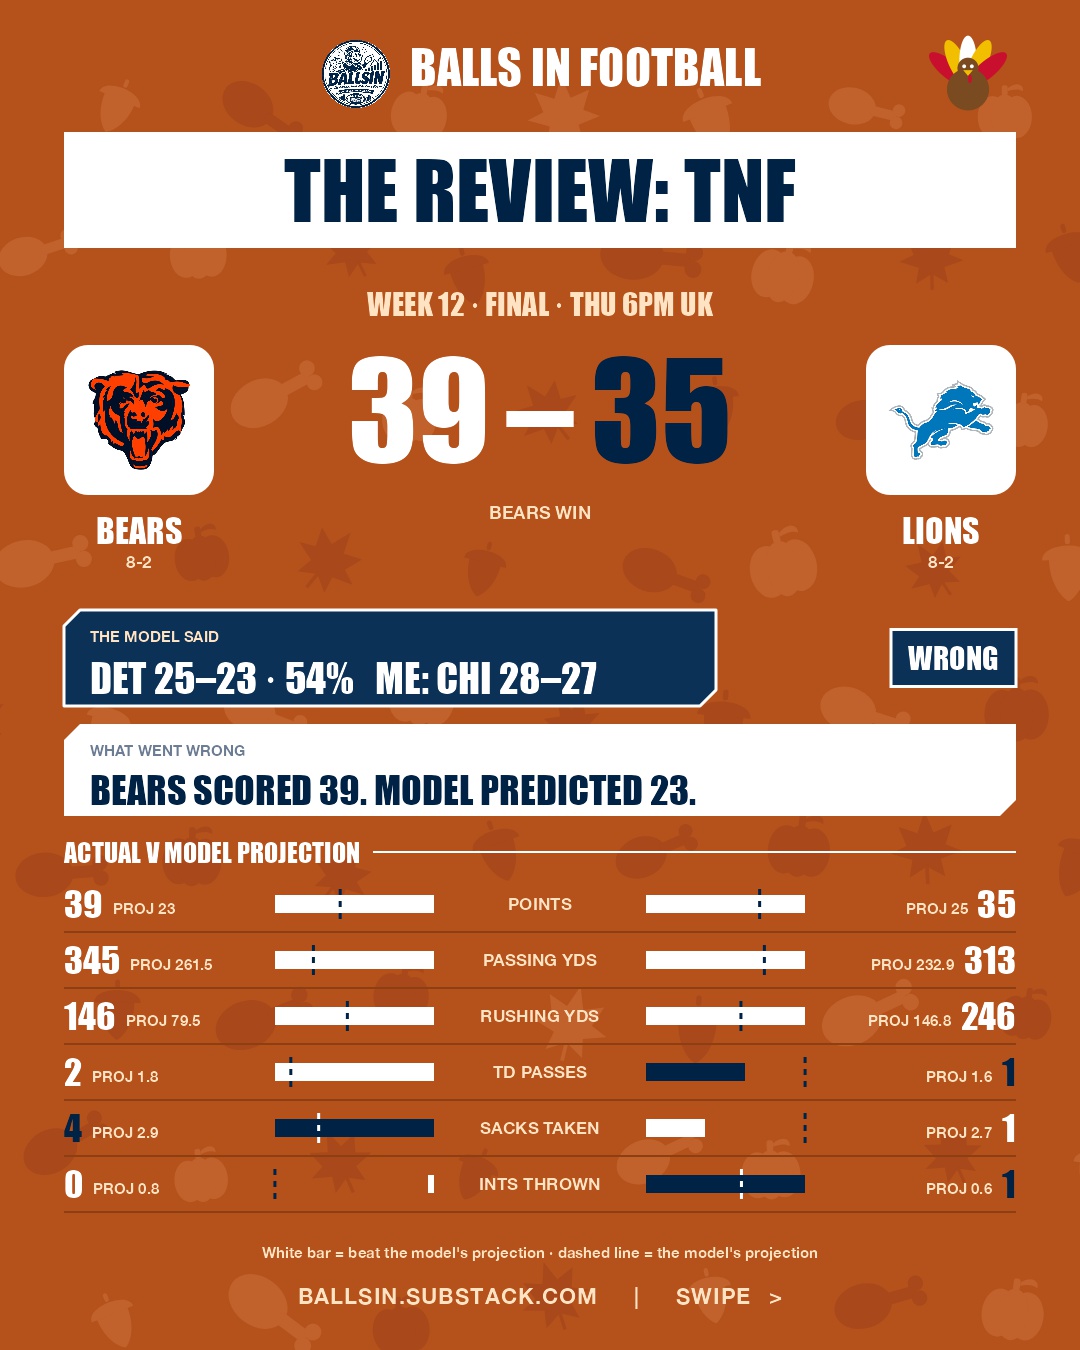 BALLSIN
BALLS IN FOOTBALL
THE REVIEW: TNF
WEEK 12 · FINAL · THU 6PM UK
39 – 35
BEARS WIN
BEARS
8-2
LIONS
8-2
THE MODEL SAID
DET 25–23 · 54% ME: CHI 28–27
WRONG
WHAT WENT WRONG
BEARS SCORED 39. MODEL PREDICTED 23.
ACTUAL V MODEL PROJECTION
39 PROJ 23 POINTS PROJ 25 35
345 PROJ 261.5 PASSING YDS PROJ 232.9 313
146 PROJ 79.5 RUSHING YDS PROJ 146.8 246
2 PROJ 1.8 TD PASSES PROJ 1.6 1
4 PROJ 2.9 SACKS TAKEN PROJ 2.7 1
0 PROJ 0.8 INTS THROWN PROJ 0.6 1
White bar = beat the model's projection · dashed line = the model's projection
BALLSIN.SUBSTACK.COM | SWIPE >